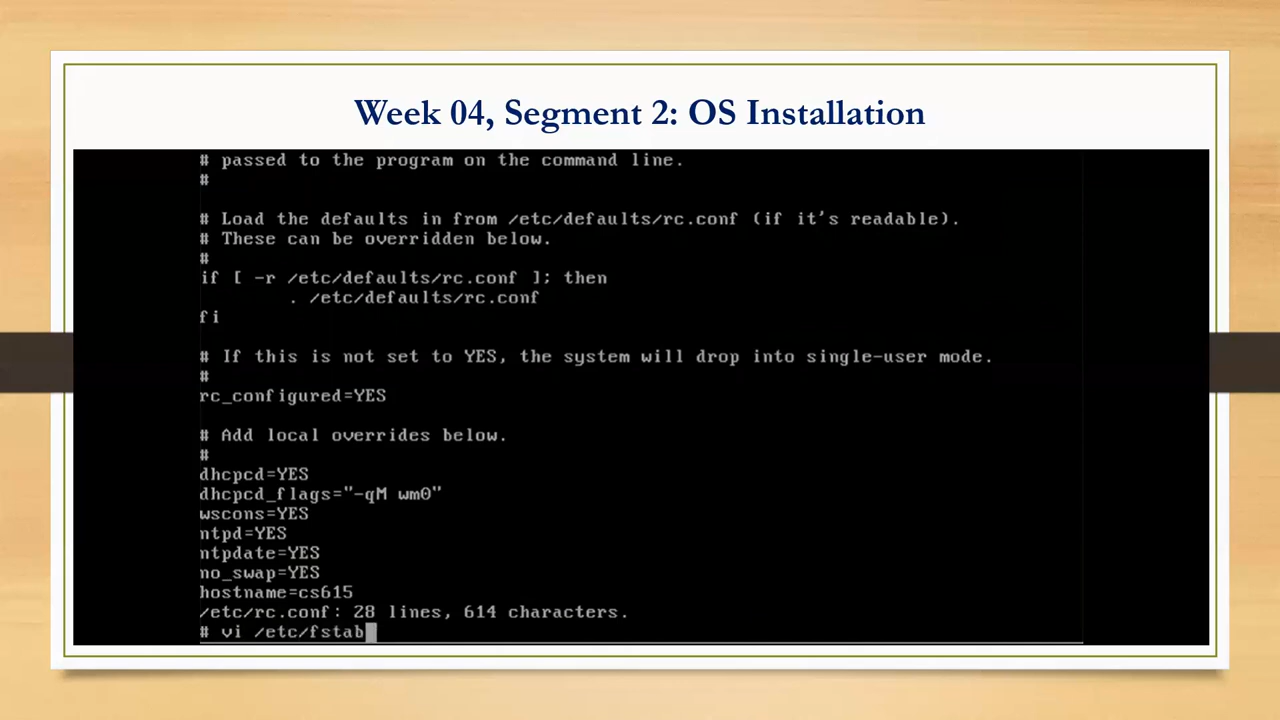 Week 04, Segment 2: OS Installation
# passed to the program on the command line.
#
# Load the defaults in from /etc/defaults/rc.conf (if it's readable).
# These can be overridden below.
#
if [ -r /etc/defaults/rc.conf ]; then
. /etc/defaults/rc.conf
fi
# If this is not set to YES, the system will drop into single-user mode.
#
rc_configured=YES
# Add local overrides below.
#
dhcpcd=YES
dhcpcd_flags="-qM wm0"
wscons=YES
ntpd=YES
ntpdate=YES
no_swap=YES
hostname=cs615
/etc/rc.conf: 28 lines, 614 characters.
# vi /etc/fstab